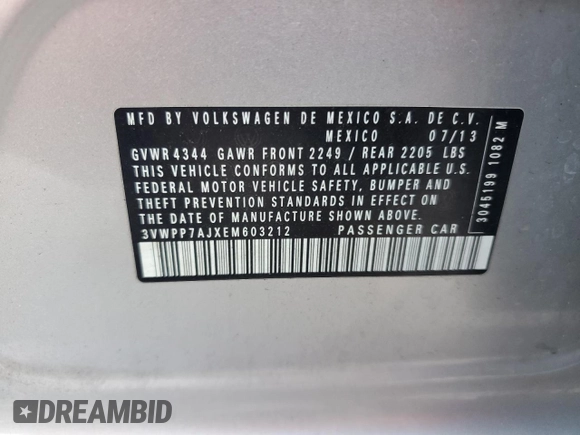 MFD BY VOLKSWAGEN DE MEXICO S.A. DE C.V.
MEXICO 07/13
GVWR 4344 GAWR FRONT 2249 / REAR 2205 LBS
THIS VEHICLE CONFORMS TO ALL APPLICABLE U.S.
FEDERAL MOTOR VEHICLE SAFETY, BUMPER AND
THEFT PREVENTION STANDARDS IN EFFECT ON
THE DATE OF MANUFACTURE SHOWN ABOVE.
3VWPP7AJXEM603212 PASSENGER CAR
3045199 1082 M
DREAMBID